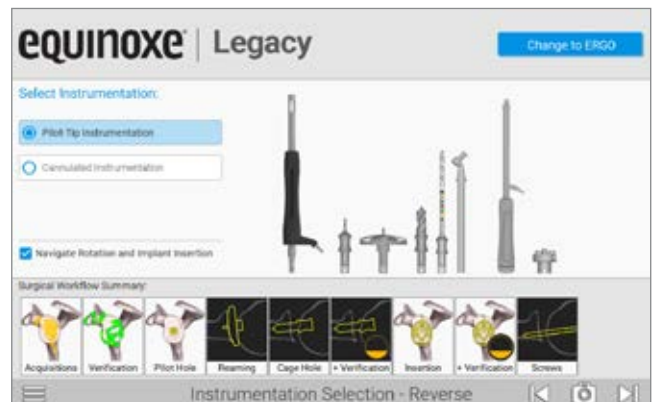 equinoxe | Legacy
Change to ERGO
Select Instrumentation:
Pilot Tip Instrumentation
Cannulated Instrumentation
Navigate Rotation and Implant Insertion
Surgical Workflow Summary:
Acquisitions
Verification
Pilot Hole
Reaming
Cage Hole
+ Verification
Insertion
+ Verification
Screws
Instrumentation Selection - Reverse